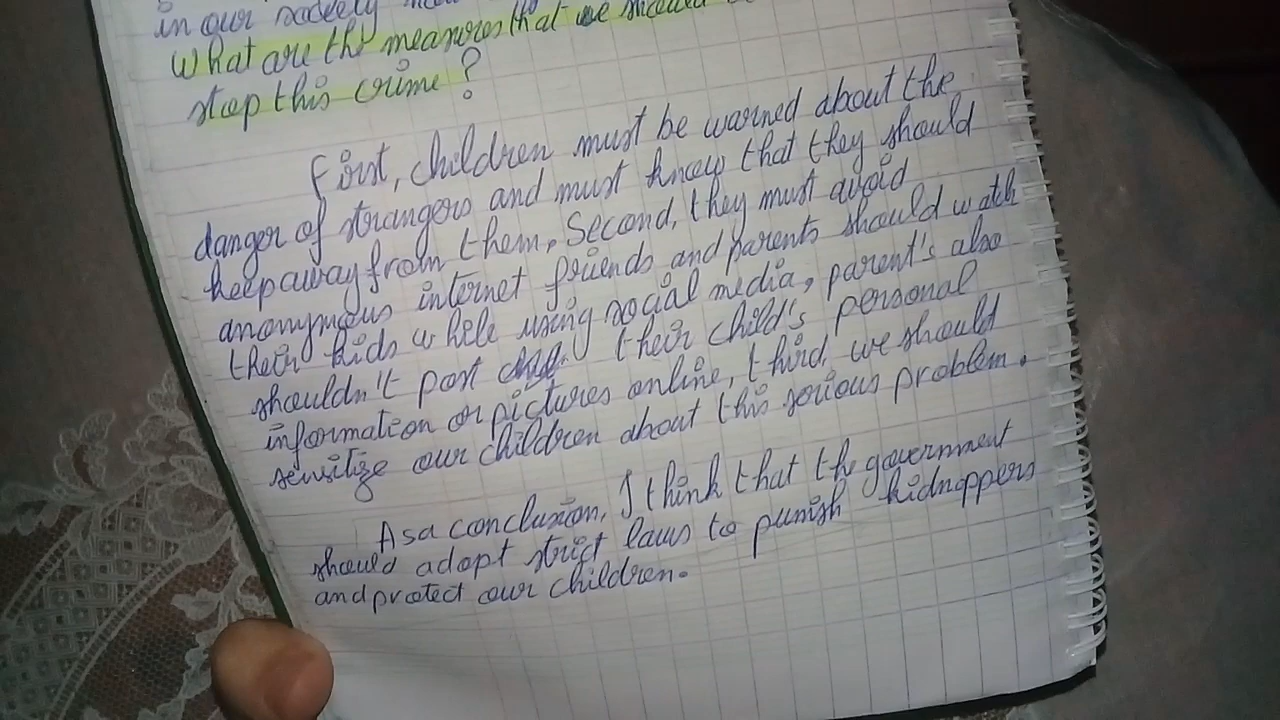 in our society
What are the measures that we should
stop this crime ?
First, children must be warned about the
danger of strangers and must know that they should
keep away from them. Second, they must avoid
anonymous internet friends and parents should watch
their kids while using social media, parent's also
shouldn't post their child's personal
information or pictures online, third, we should
sensitize our children about this serious problem.
As a conclusion, I think that the government
should adopt strict laws to punish kidnappers
and protect our children.